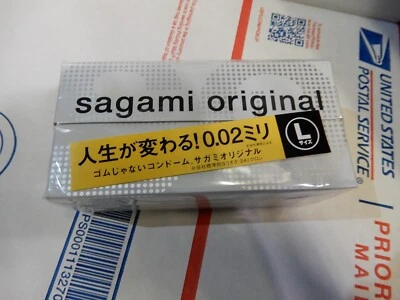 sagami original
人生が変わる! 0.02ミリ
L
サイズ
ゴムじゃないコンドーム、サガミオリジナル
UNITED STATES
POSTAL SERVICE
PRIOR
MAIL
PS0001113270